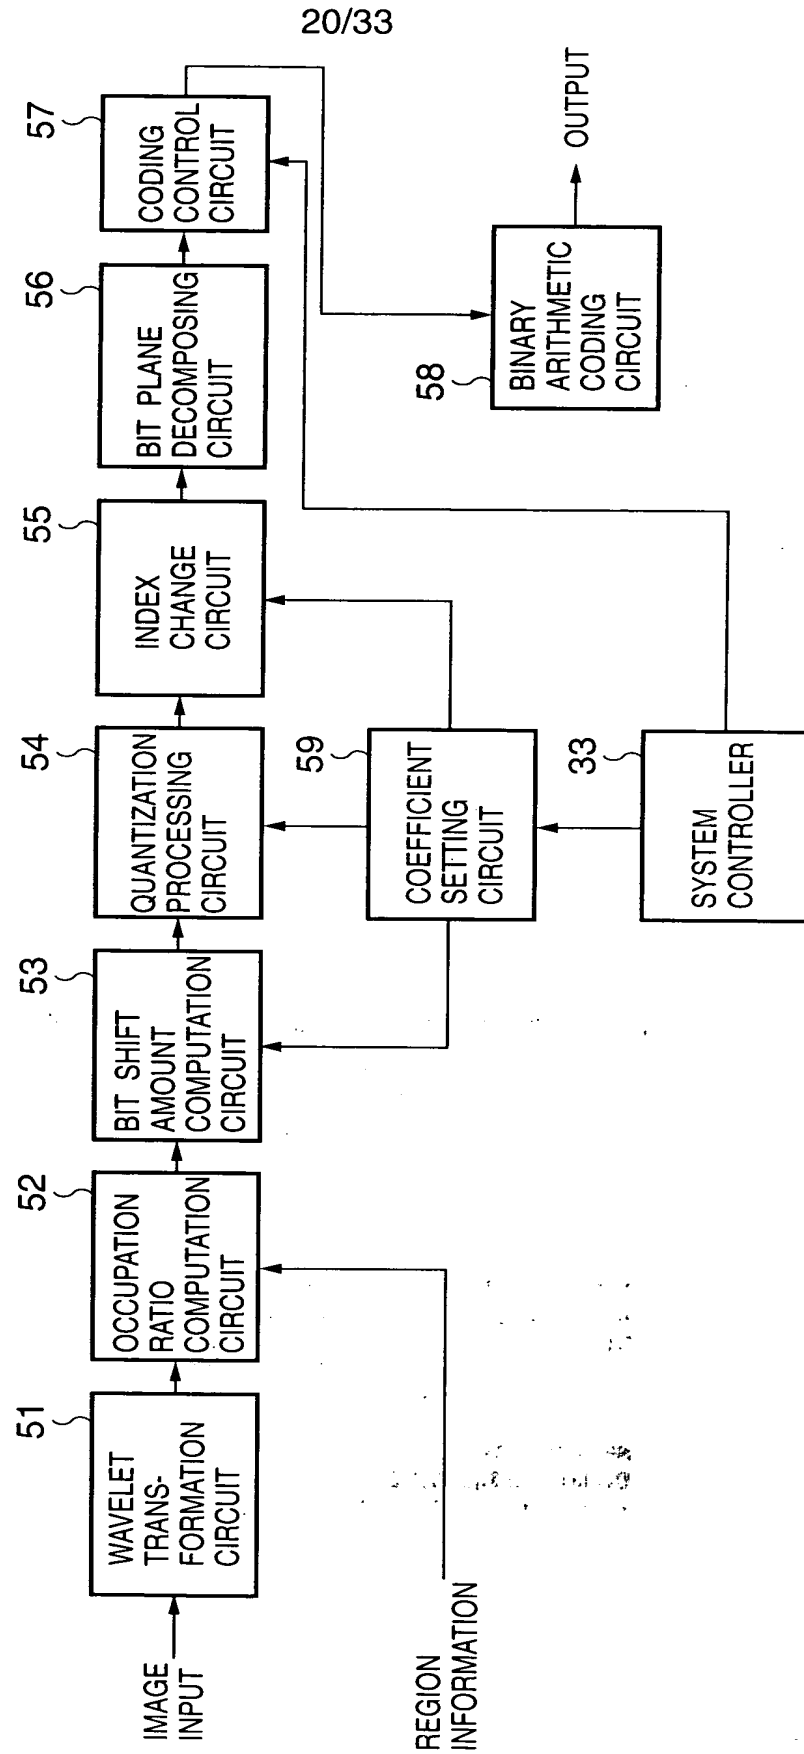 20/33
IMAGE
INPUT
51
WAVELET
TRANS-
FORMATION
CIRCUIT
52
OCCUPATION
RATIO
COMPUTATION
CIRCUIT
53
BIT SHIFT
AMOUNT
COMPUTATION
CIRCUIT
54
QUANTIZATION
PROCESSING
CIRCUIT
55
INDEX
CHANGE
CIRCUIT
56
BIT PLANE
DECOMPOSING
CIRCUIT
57
CODING
CONTROL
CIRCUIT
REGION
INFORMATION
59
COEFFICIENT
SETTING
CIRCUIT
58
BINARY
ARITHMETIC
CODING
CIRCUIT
OUTPUT
33
SYSTEM
CONTROLLER